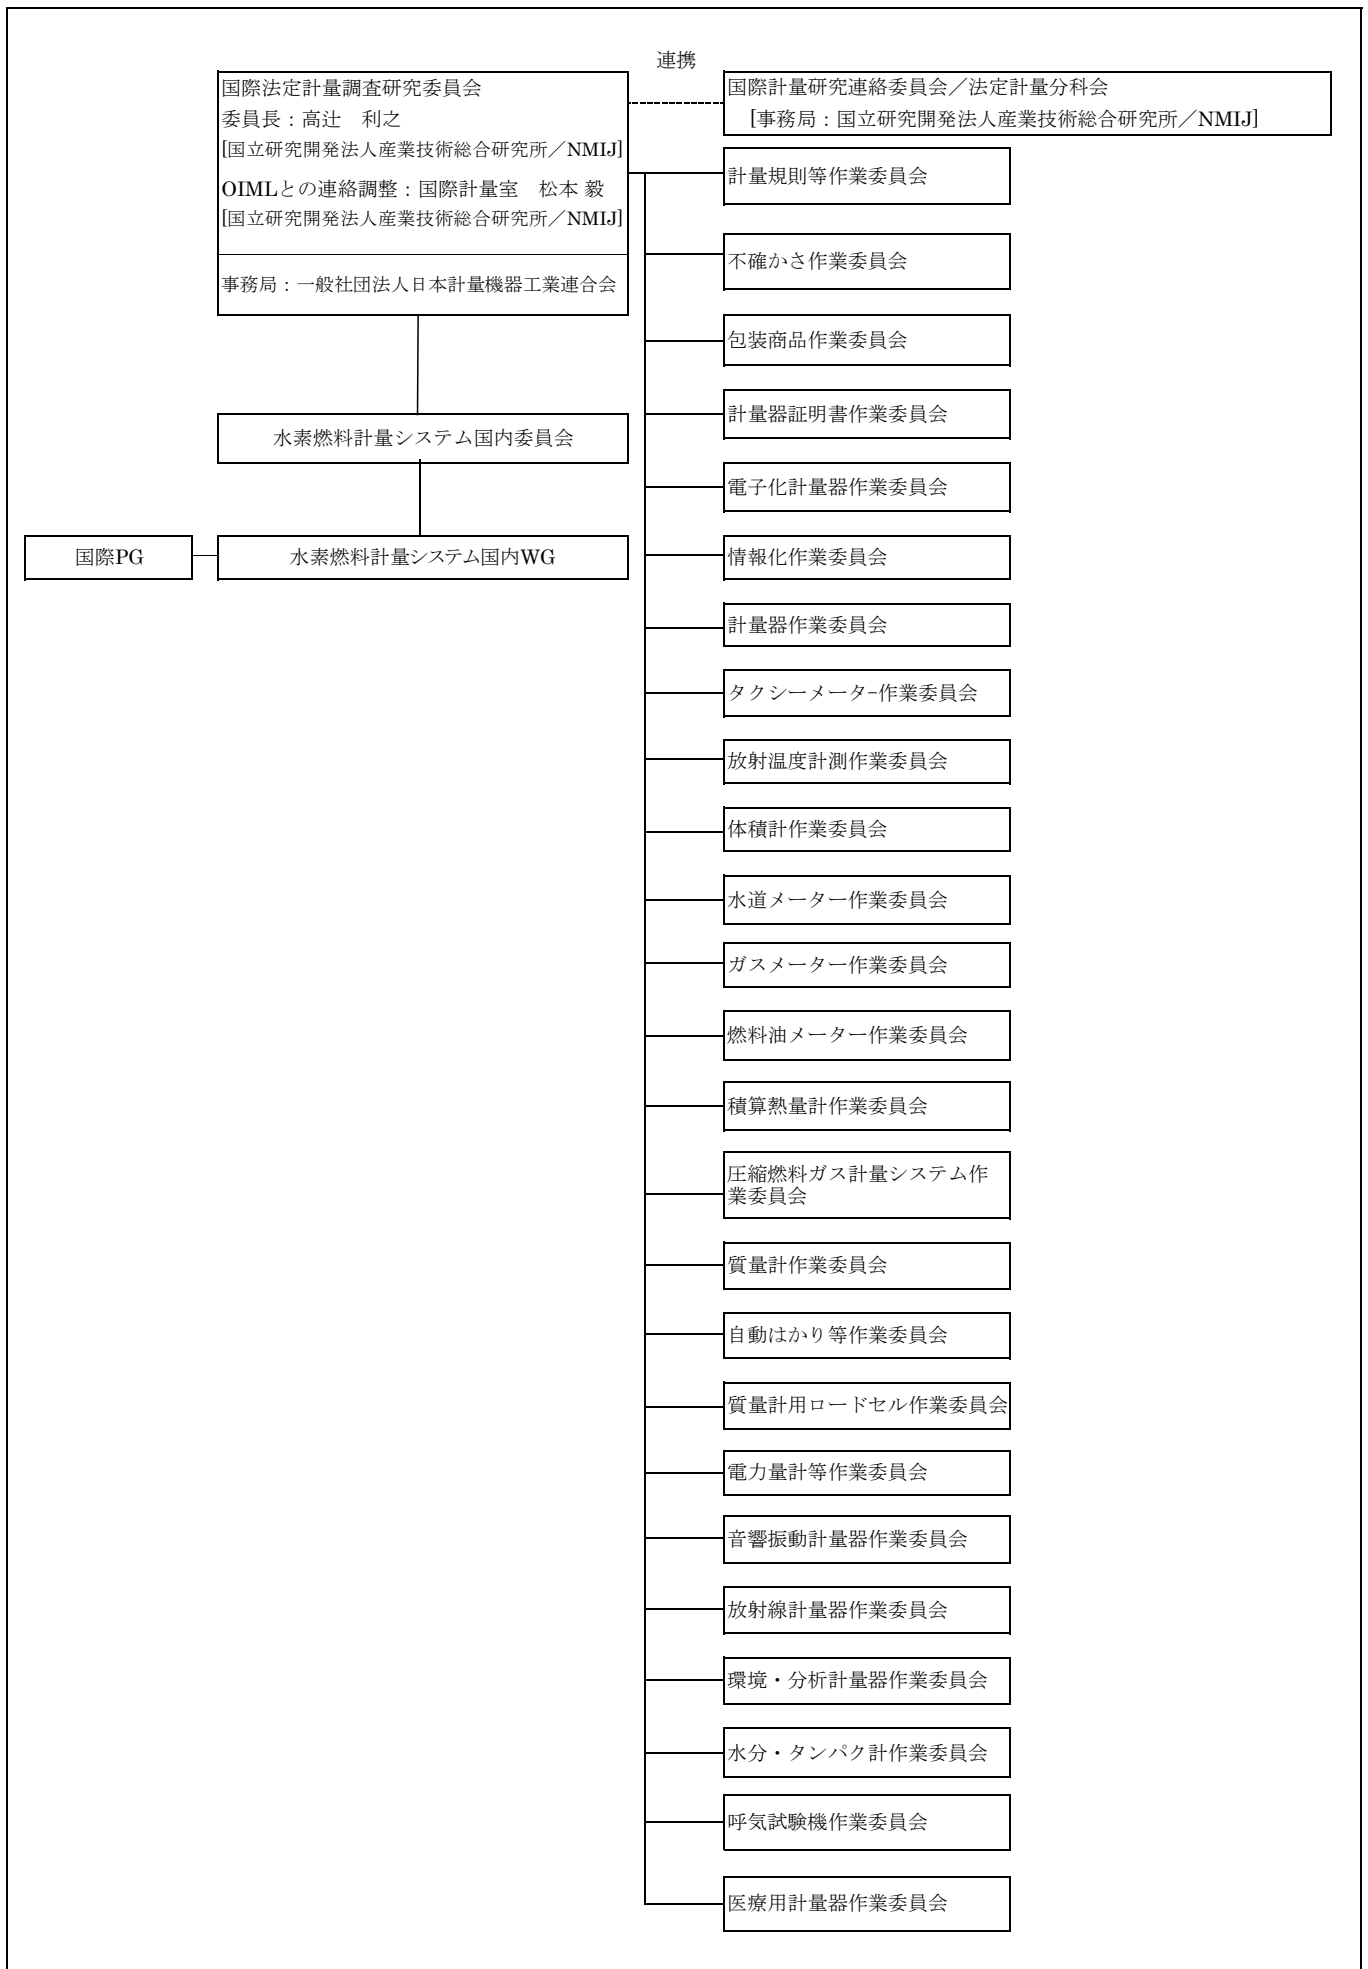 連携
国際法定計量調査研究委員会
委員長：高辻　利之
[国立研究開発法人産業技術総合研究所／NMIJ]
OIMLとの連絡調整：国際計量室　松本 毅
[国立研究開発法人産業技術総合研究所／NMIJ]
事務局：一般社団法人日本計量機器工業連合会
国際計量研究連絡委員会／法定計量分科会
[事務局：国立研究開発法人産業技術総合研究所／NMIJ]
水素燃料計量システム国内委員会
国際PG
水素燃料計量システム国内WG
計量規則等作業委員会
不確かさ作業委員会
包装商品作業委員会
計量器証明書作業委員会
電子化計量器作業委員会
情報化作業委員会
計量器作業委員会
タクシーメータ−作業委員会
放射温度計測作業委員会
体積計作業委員会
水道メーター作業委員会
ガスメーター作業委員会
燃料油メーター作業委員会
積算熱量計作業委員会
圧縮燃料ガス計量システム作
業委員会
質量計作業委員会
自動はかり等作業委員会
質量計用ロードセル作業委員会
電力量計等作業委員会
音響振動計量器作業委員会
放射線計量器作業委員会
環境・分析計量器作業委員会
水分・タンパク計作業委員会
呼気試験機作業委員会
医療用計量器作業委員会